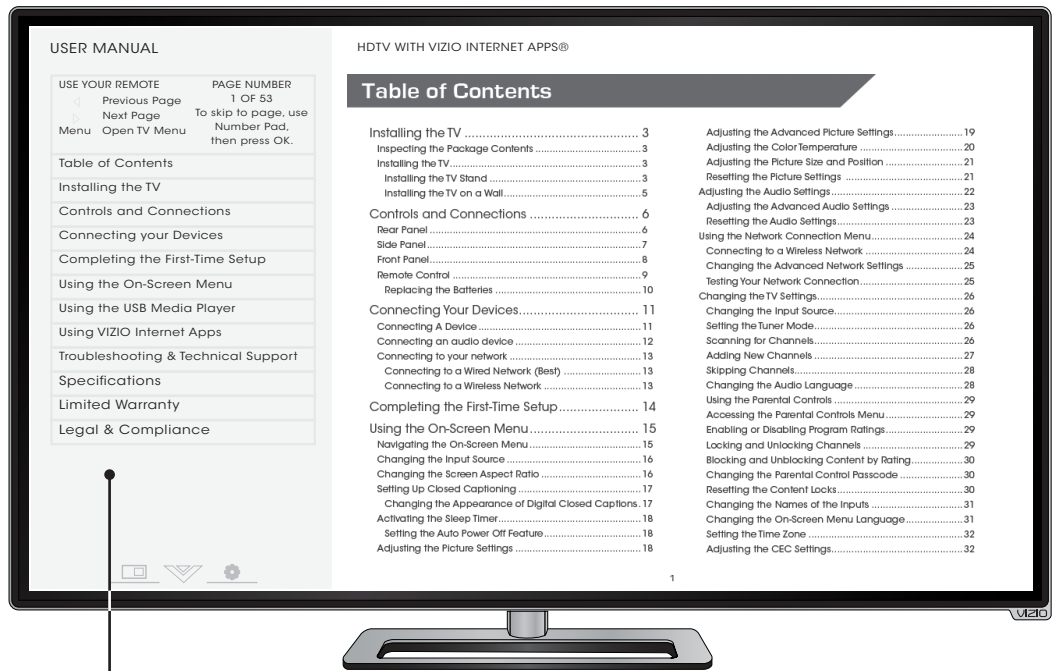 USER MANUAL
USE YOUR REMOTE
Previous Page
Next Page
Menu Open TV Menu
PAGE NUMBER
1 OF 53
To skip to page, use
Number Pad,
then press OK.
Table of Contents
Installing the TV
Controls and Connections
Connecting your Devices
Completing the First-Time Setup
Using the On-Screen Menu
Using the USB Media Player
Using VIZIO Internet Apps
Troubleshooting & Technical Support
Specifications
Limited Warranty
Legal & Compliance
HDTV WITH VIZIO INTERNET APPS®
Table of Contents
Installing the TV ........ 3
Inspecting the Package Contents ........ 3
Installing the TV ........ 3
Installing the TV Stand ........ 3
Installing the TV on a Wall ........ 5
Controls and Connections ........ 6
Rear Panel ........ 6
Side Panel ........ 7
Front Panel ........ 8
Remote Control ........ 9
Replacing the Batteries ........ 10
Connecting Your Devices ........ 11
Connecting A Device ........ 11
Connecting an audio device ........ 12
Connecting to your network ........ 13
Connecting to a Wired Network (Best) ........ 13
Connecting to a Wireless Network ........ 13
Completing the First-Time Setup ........ 14
Using the On-Screen Menu ........ 15
Navigating the On-Screen Menu ........ 15
Changing the Input Source ........ 16
Changing the Screen Aspect Ratio ........ 16
Setting Up Closed Captioning ........ 17
Changing the Appearance of Digital Closed Captions. 17
Activating the Sleep Timer ........ 18
Setting the Auto Power Off Feature ........ 18
Adjusting the Picture Settings ........ 18
Adjusting the Advanced Picture Settings ........ 19
Adjusting the Color Temperature ........ 20
Adjusting the Picture Size and Position ........ 21
Resetting the Picture Settings ........ 21
Adjusting the Audio Settings ........ 22
Adjusting the Advanced Audio Settings ........ 23
Resetting the Audio Settings ........ 23
Using the Network Connection Menu ........ 24
Connecting to a Wireless Network ........ 24
Changing the Advanced Network Settings ........ 25
Testing Your Network Connection ........ 25
Changing the TV Settings ........ 26
Changing the Input Source ........ 26
Setting the Tuner Mode ........ 26
Scanning for Channels ........ 26
Adding New Channels ........ 27
Skipping Channels ........ 28
Changing the Audio Language ........ 28
Using the Parental Controls ........ 29
Accessing the Parental Controls Menu ........ 29
Enabling or Disabling Program Ratings ........ 29
Locking and Unlocking Channels ........ 29
Blocking and Unblocking Content by Rating ........ 30
Changing the Parental Control Passcode ........ 30
Resetting the Content Locks ........ 30
Changing the Names of the Inputs ........ 31
Changing the On-Screen Menu Language ........ 31
Setting the Time Zone ........ 32
Adjusting the CEC Settings ........ 32
1
VIZIO